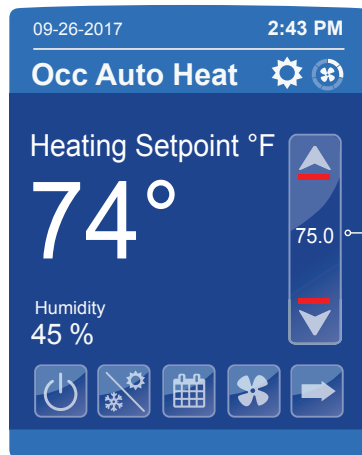 09-26-2017 2:43 PM
Occ Auto Heat
Heating Setpoint °F
74°
75.0
Humidity
45 %